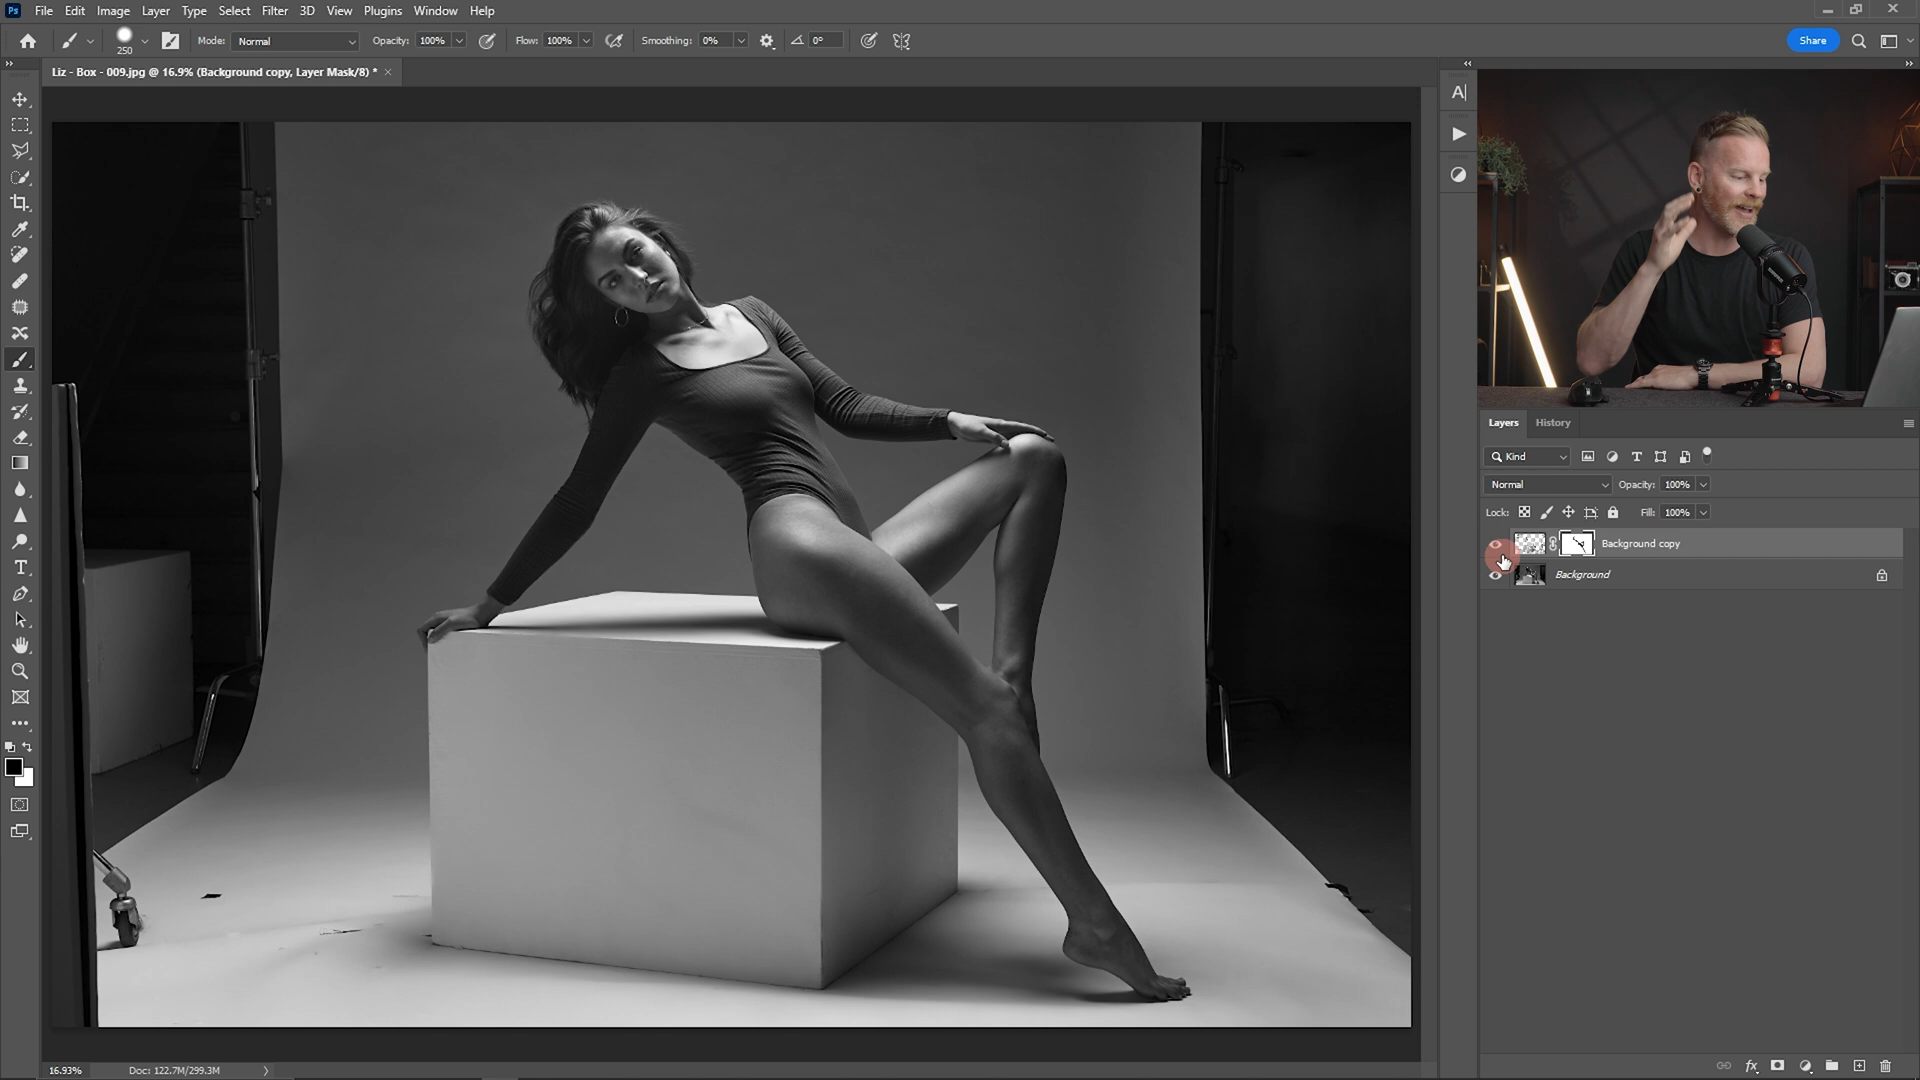 Ps File Edit Image Layer Type Select Filter 3D View Plugins Window Help
250 Mode: Normal Opacity: 100% Flow: 100% Smoothing: 0% 0° Share
Liz - Box - 009.jpg @ 16.9% (Background copy, Layer Mask/8) * ×
A|
Layers History
Kind
Normal Opacity: 100%
Lock: Fill: 100%
Background copy
Background
16.93% Doc: 122.7M/299.3M